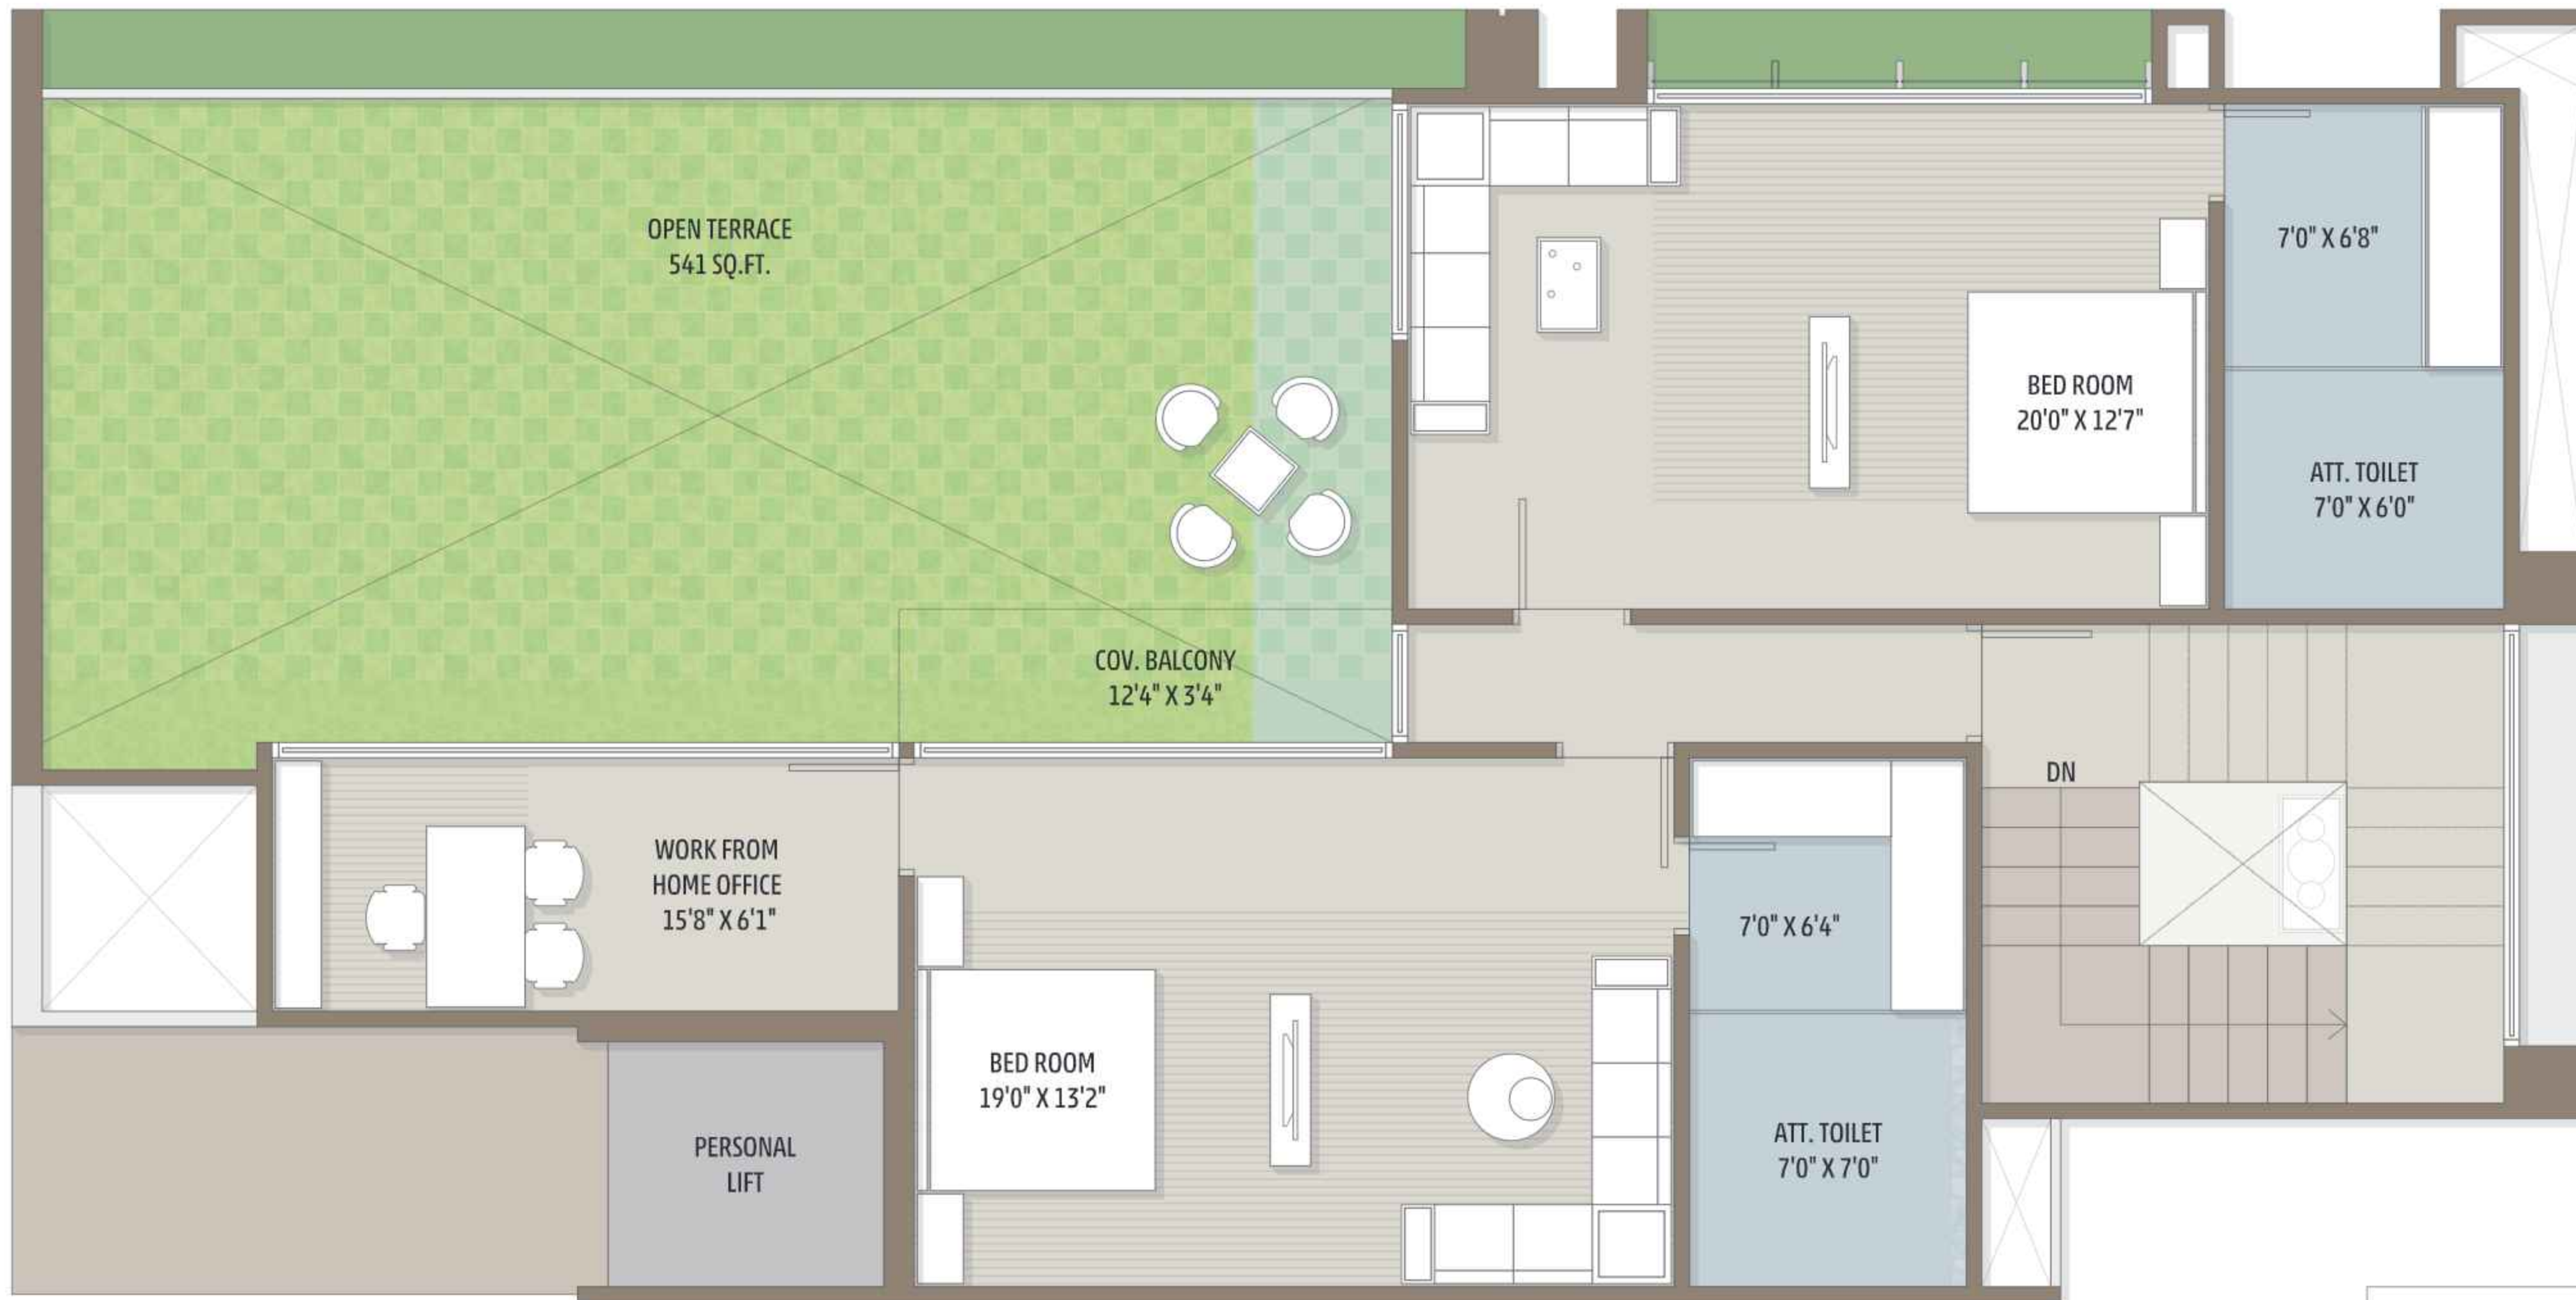 OPEN TERRACE
541 SQ.FT.
7'0" X 6'8"
BED ROOM
20'0" X 12'7"
ATT. TOILET
7'0" X 6'0"
COV. BALCONY
12'4" X 3'4"
DN
WORK FROM
HOME OFFICE
15'8" X 6'1"
7'0" X 6'4"
BED ROOM
19'0" X 13'2"
PERSONAL
LIFT
ATT. TOILET
7'0" X 7'0"